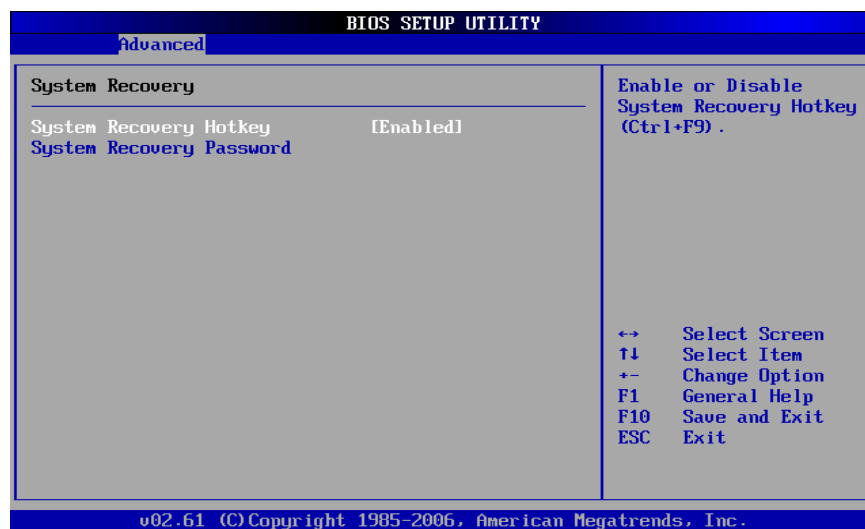 BIOS SETUP UTILITY
Advanced
System Recovery
System Recovery Hotkey [Enabled]
System Recovery Password
Enable or Disable
System Recovery Hotkey
(Ctrl+F9).
←→ Select Screen
↑↓ Select Item
+- Change Option
F1 General Help
F10 Save and Exit
ESC Exit
v02.61 (C)Copyright 1985-2006, American Megatrends, Inc.